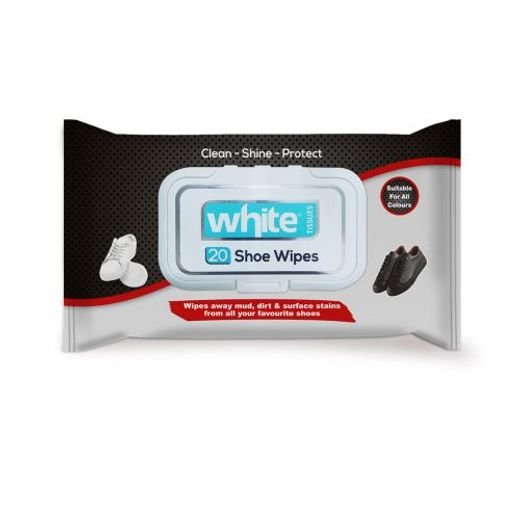 Clean - Shine - Protect
Suitable
For All
Colours
white
TISSUES
20 Shoe Wipes
Wipes away mud, dirt & surface stains
from all your favourite shoes